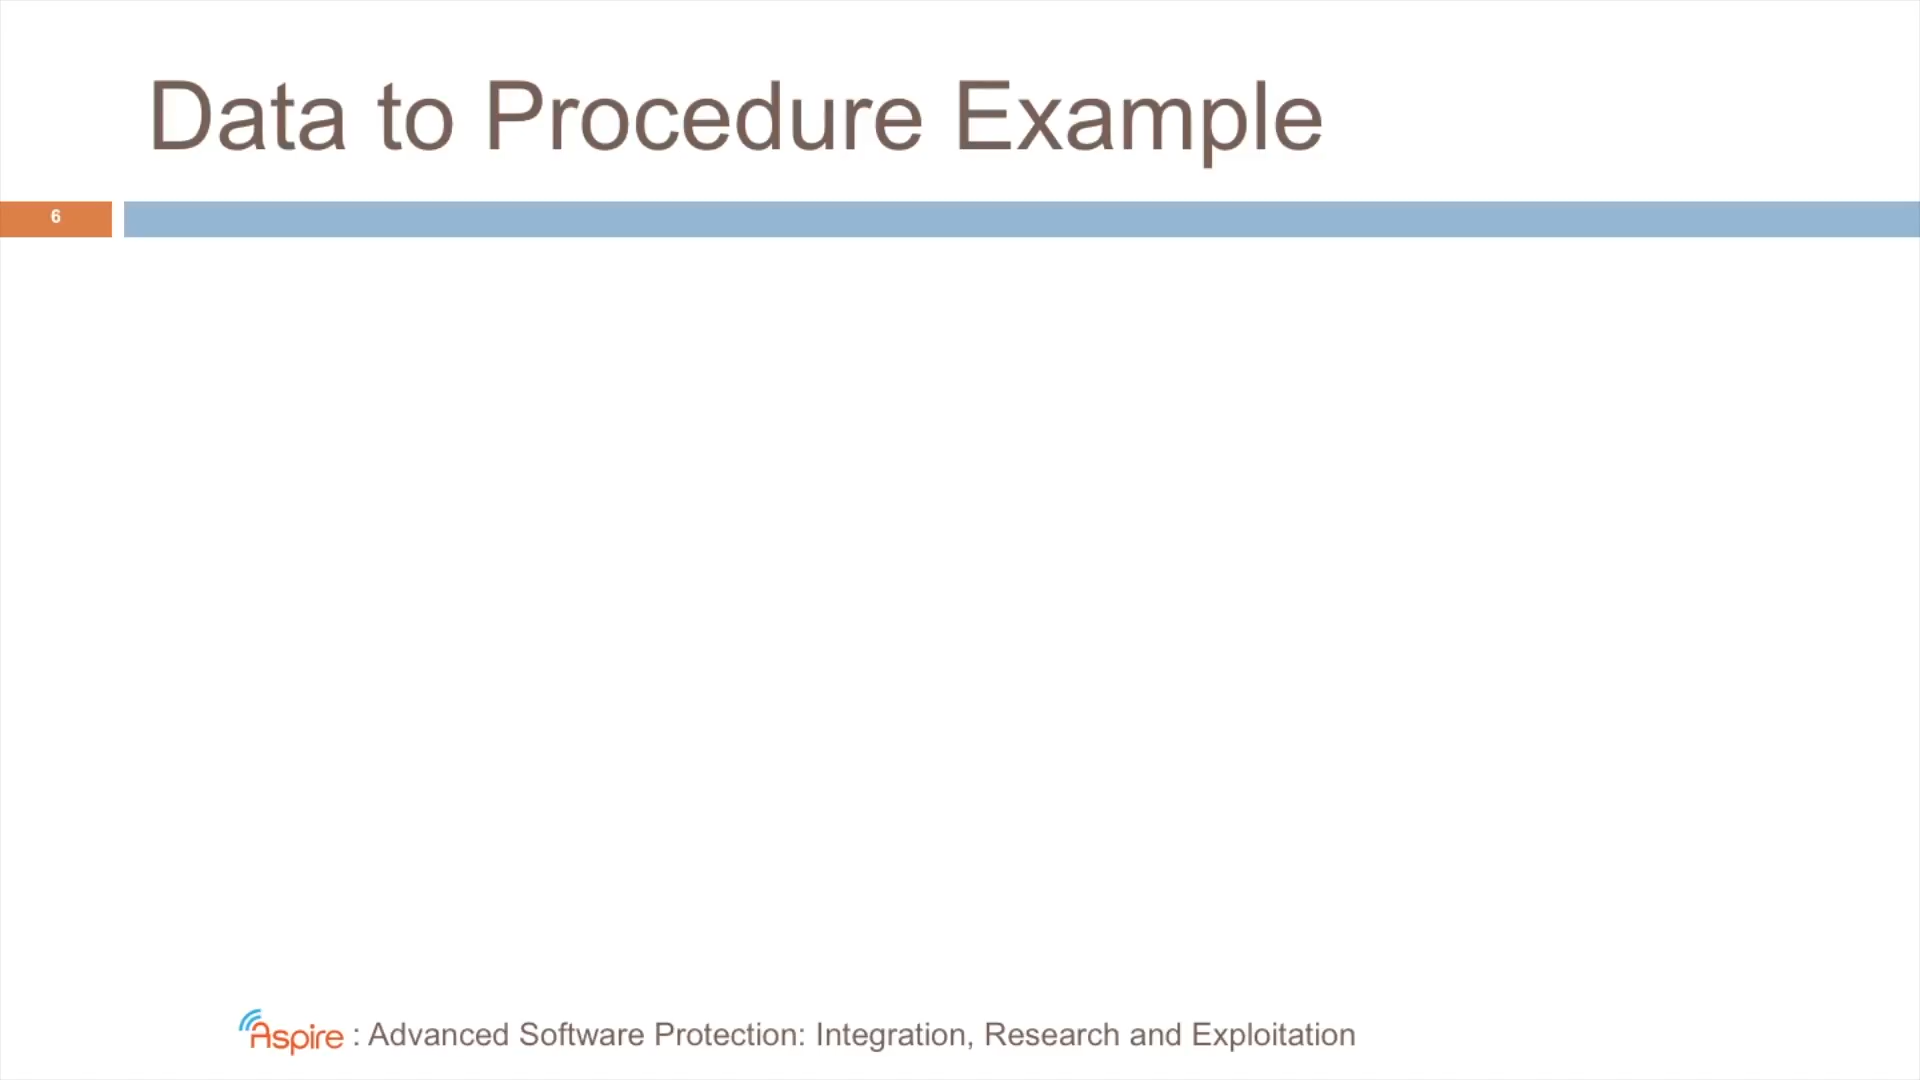 Data to Procedure Example
6
Aspire : Advanced Software Protection: Integration, Research and Exploitation